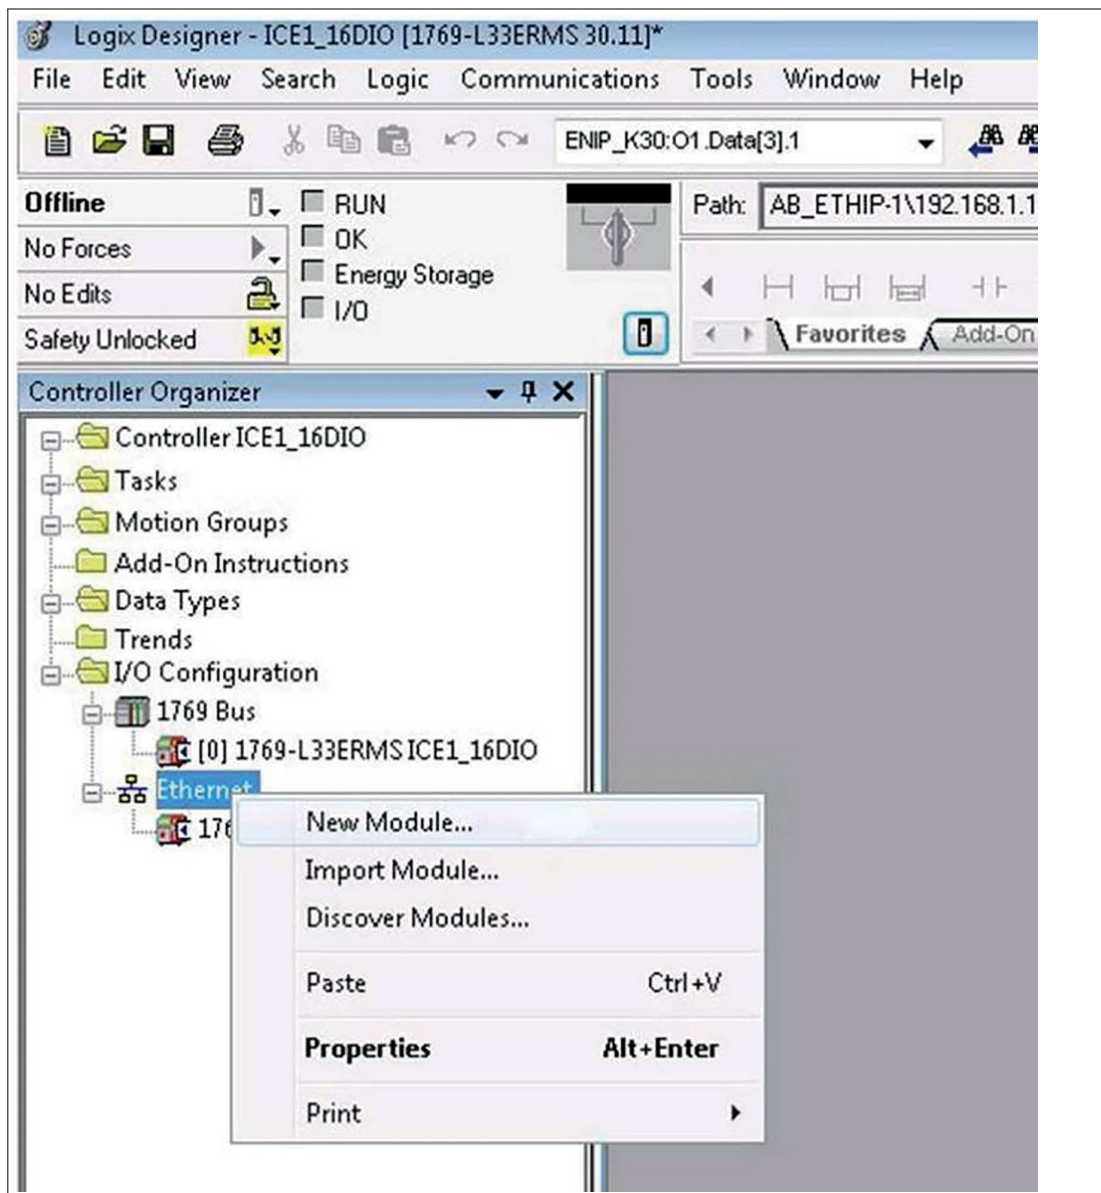 Logix Designer - ICE1_16DIO [1769-L33ERMS 30.11]*
File Edit View Search Logic Communications Tools Window Help
ENIP_K30:O1.Data[3].1
Offline
RUN
Path: AB_ETHIP-1\192.168.1.1
No Forces
OK
Energy Storage
No Edits
I/O
Safety Unlocked
Favorites Add-On
Controller Organizer
Controller ICE1_16DIO
Tasks
Motion Groups
Add-On Instructions
Data Types
Trends
I/O Configuration
1769 Bus
[0] 1769-L33ERMS ICE1_16DIO
Ethernet
176
New Module...
Import Module...
Discover Modules...
Paste Ctrl+V
Properties Alt+Enter
Print